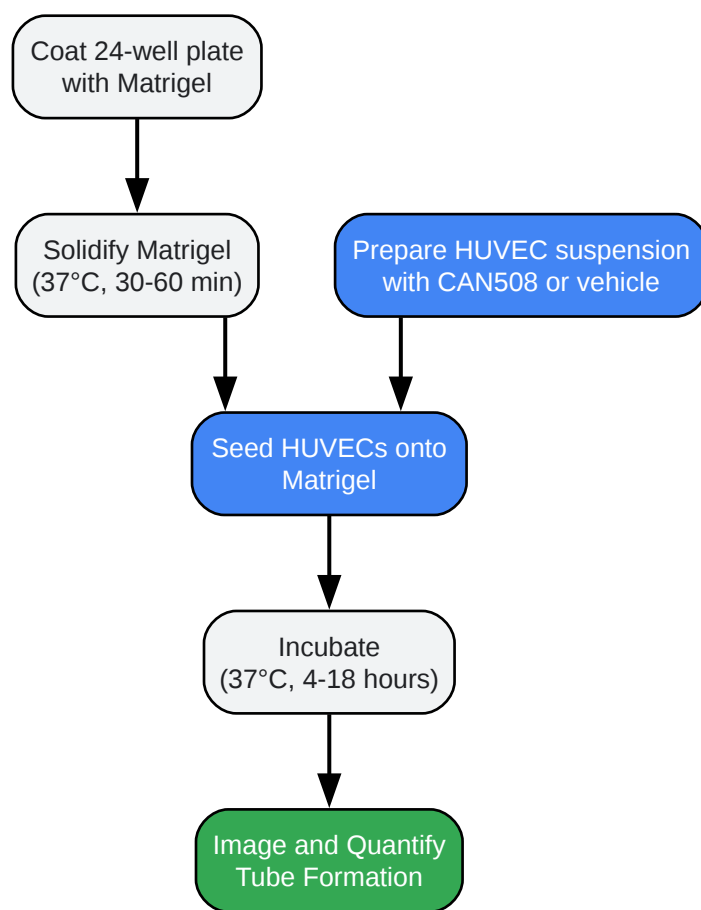 Coat 24-well plate
with Matrigel
Solidify Matrigel
(37°C, 30-60 min)
Prepare HUVEC suspension
with CAN508 or vehicle
Seed HUVECs onto
Matrigel
Incubate
(37°C, 4-18 hours)
Image and Quantify
Tube Formation